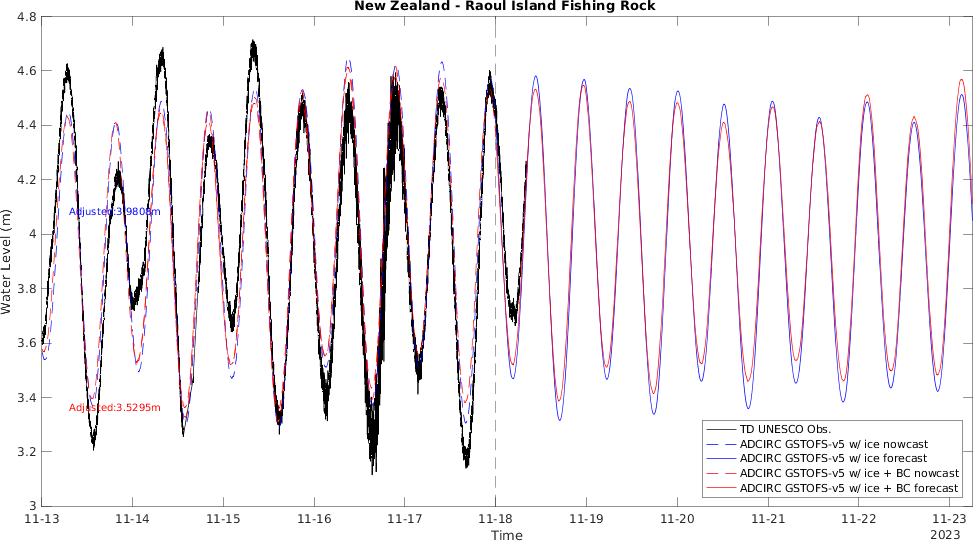 New Zealand - Raoul Island Fishing Rock
4.8
4.6
4.4
4.2
4
3.8
3.6
3.4
3.2
3
Water Level (m)
Adjusted:3.9808m
Adjusted:3.5295m
TD UNESCO Obs.
ADCIRC GSTOFS-v5 w/ ice nowcast
ADCIRC GSTOFS-v5 w/ ice forecast
ADCIRC GSTOFS-v5 w/ ice + BC nowcast
ADCIRC GSTOFS-v5 w/ ice + BC forecast
11-13 11-14 11-15 11-16 11-17 11-18 11-19 11-20 11-21 11-22 11-23
Time
2023